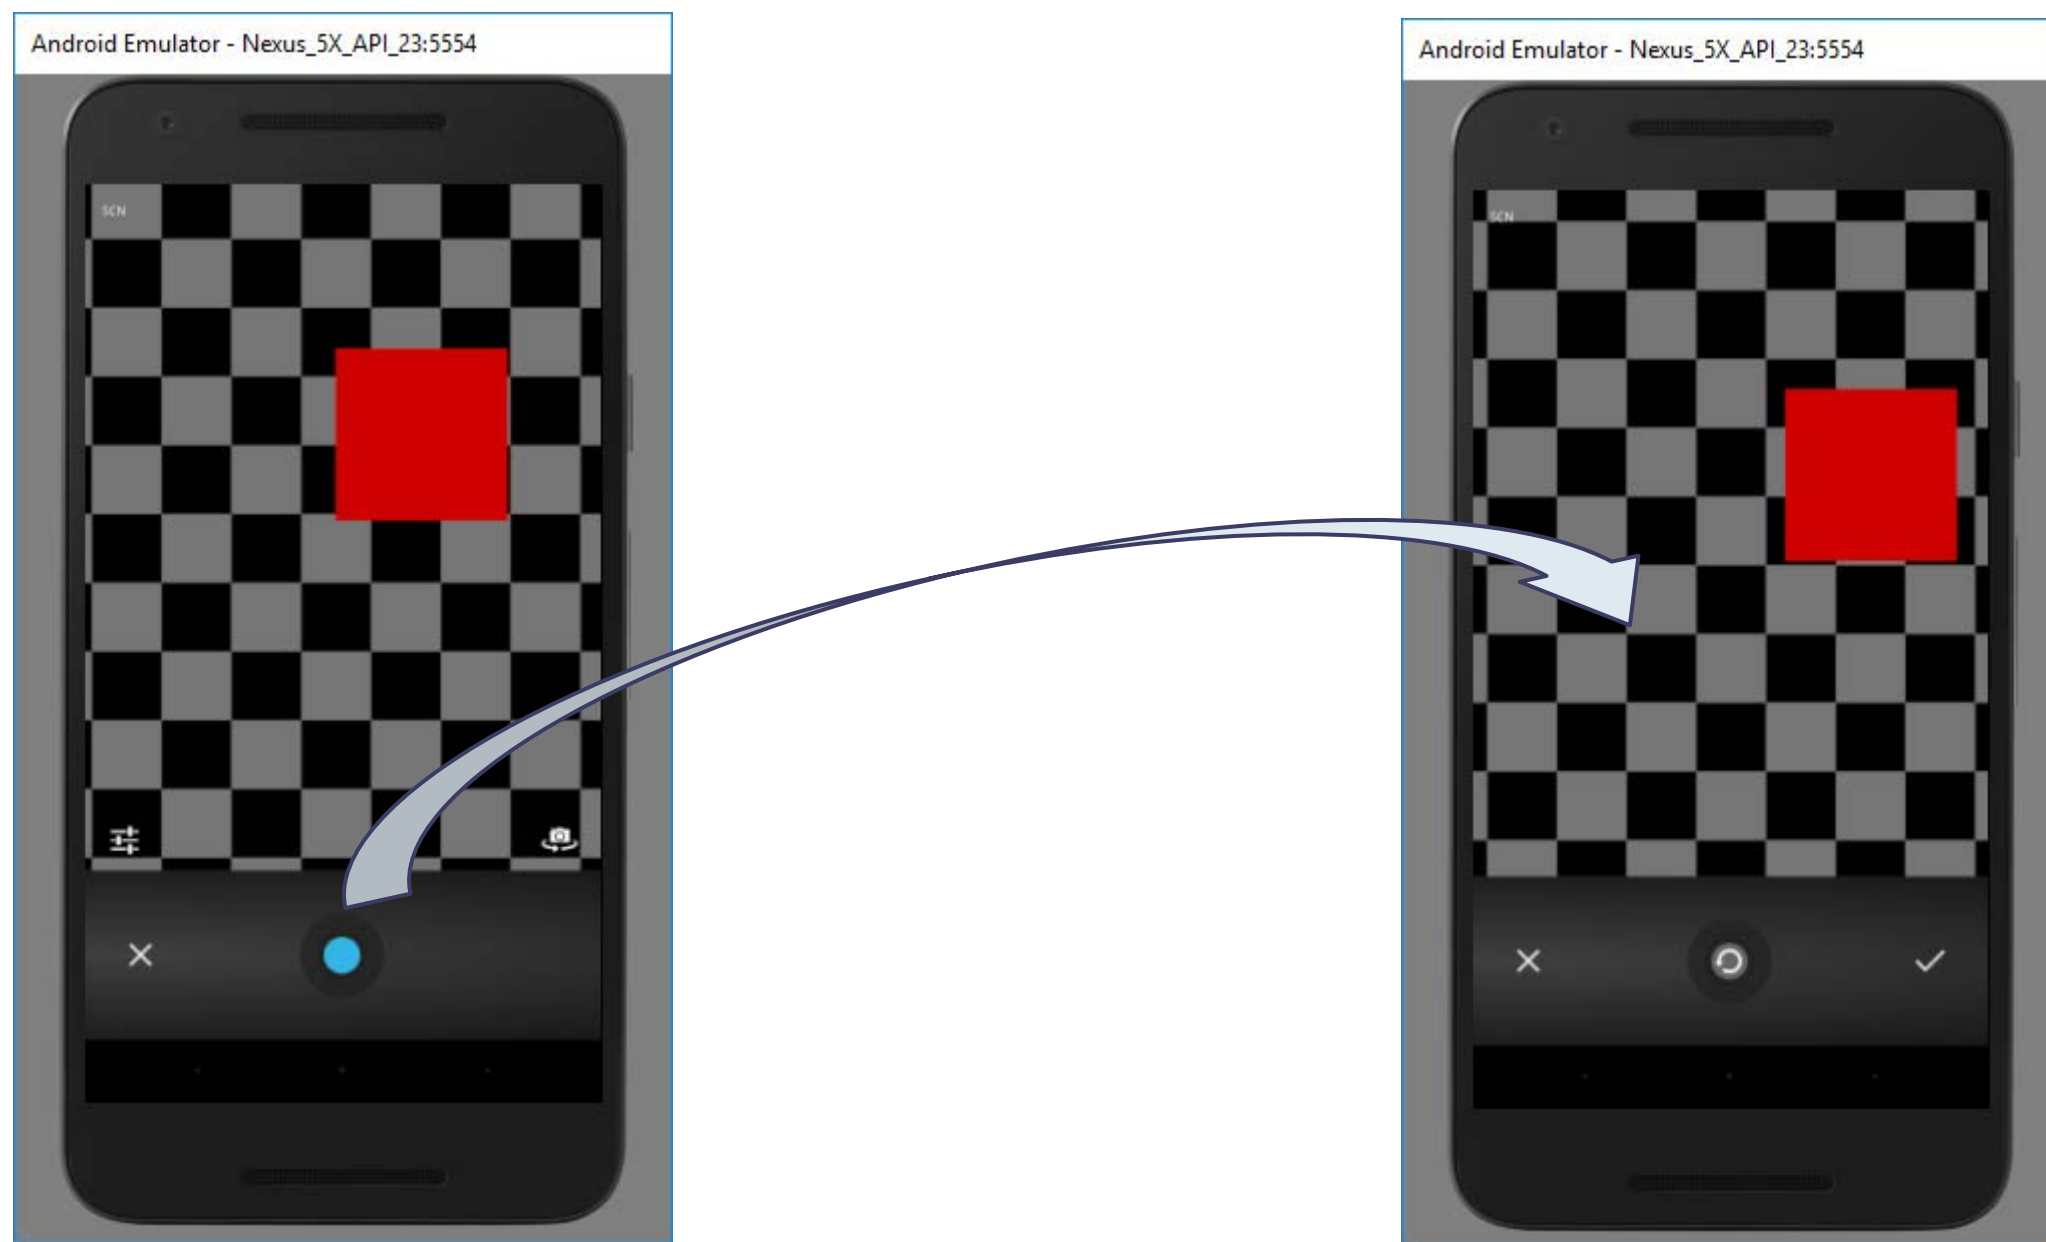 Android Emulator - Nexus_5X_API_23:5554
SCN
Android Emulator - Nexus_5X_API_23:5554
SCN